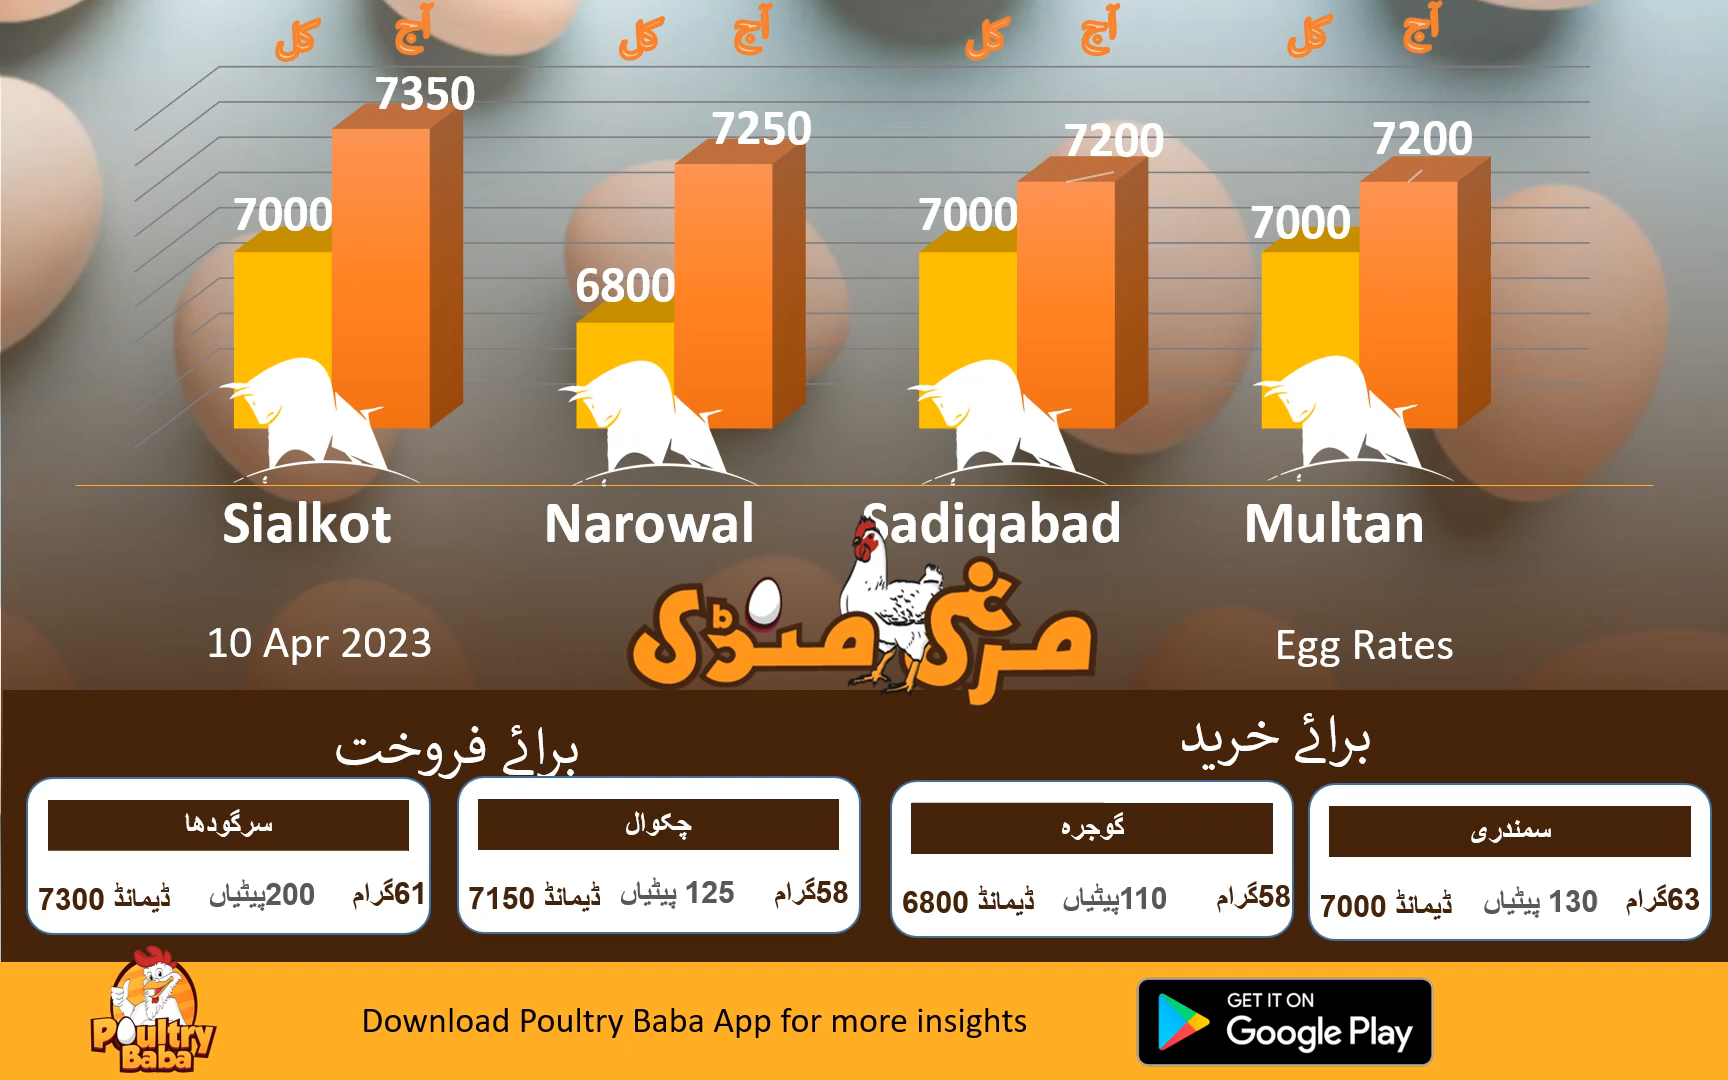 کل آج کل آج کل آج کل آج
7000 7350 6800 7250 7000 7200 7000 7200
Sialkot Narowal Sadiqabad Multan
مرغی منڈی
10 Apr 2023
Egg Rates
برائے فروخت
برائے خرید
سرگودھا
61گرام 200پیٹیاں ڈیمانڈ 7300
چکوال
58گرام 125 پیٹیاں ڈیمانڈ 7150
گوجره
58گرام 110پیٹیاں ڈیمانڈ 6800
سمندری
63گرام 130 پیٹیاں ڈیمانڈ 7000
Poultry
Baba
Download Poultry Baba App for more insights
GET IT ON
Google Play